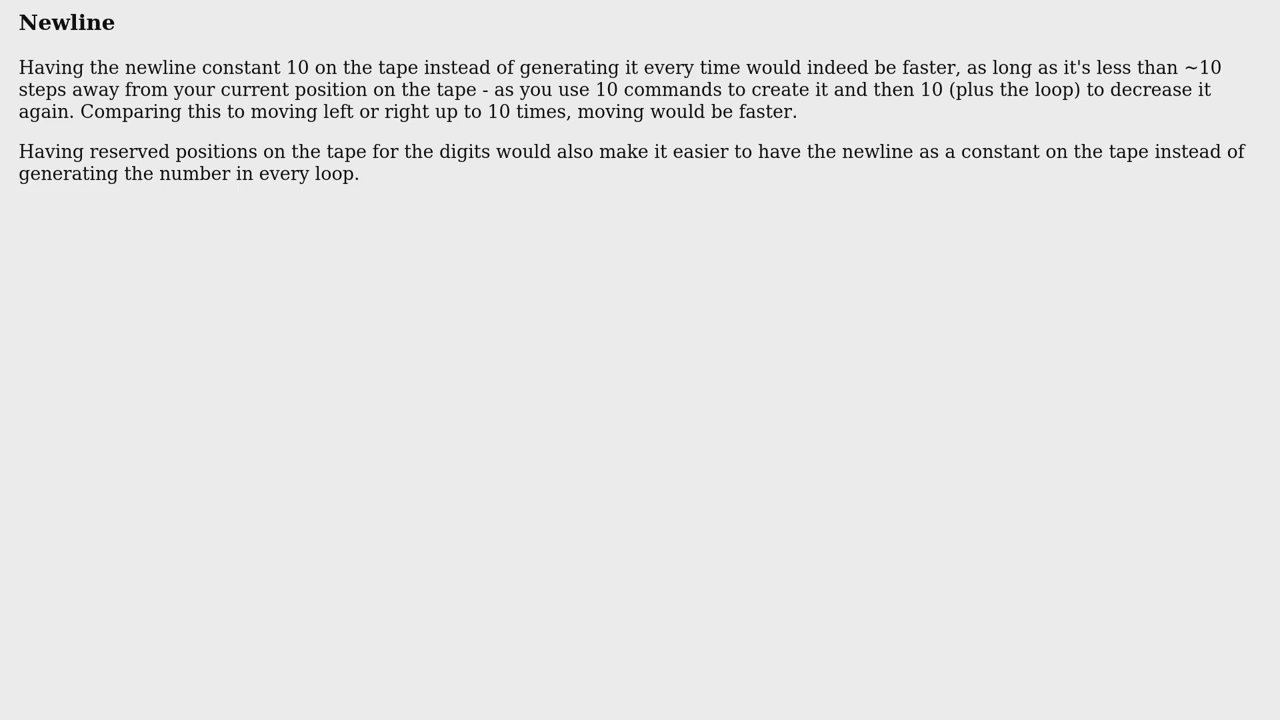 Newline
Having the newline constant 10 on the tape instead of generating it every time would indeed be faster, as long as it's less than ~10
steps away from your current position on the tape - as you use 10 commands to create it and then 10 (plus the loop) to decrease it
again. Comparing this to moving left or right up to 10 times, moving would be faster.
Having reserved positions on the tape for the digits would also make it easier to have the newline as a constant on the tape instead of
generating the number in every loop.